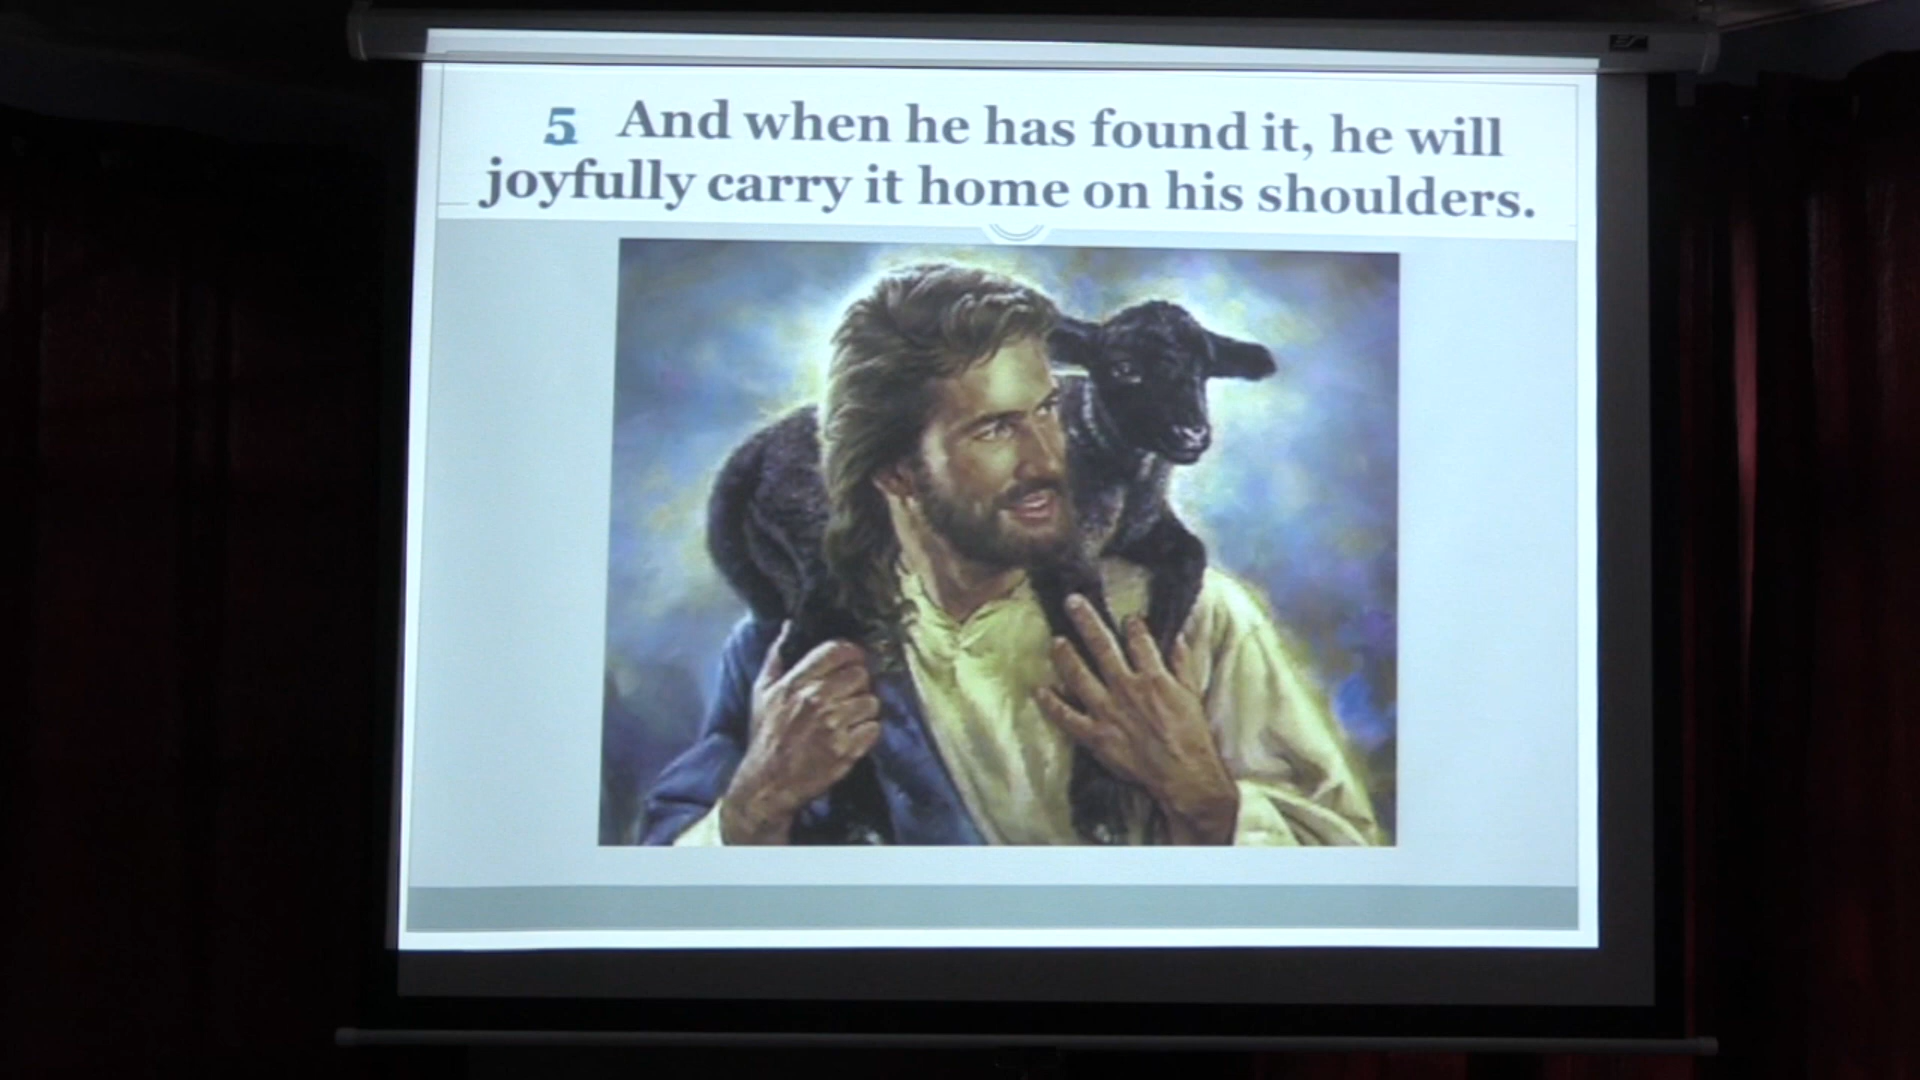 5 And when he has found it, he will
joyfully carry it home on his shoulders.